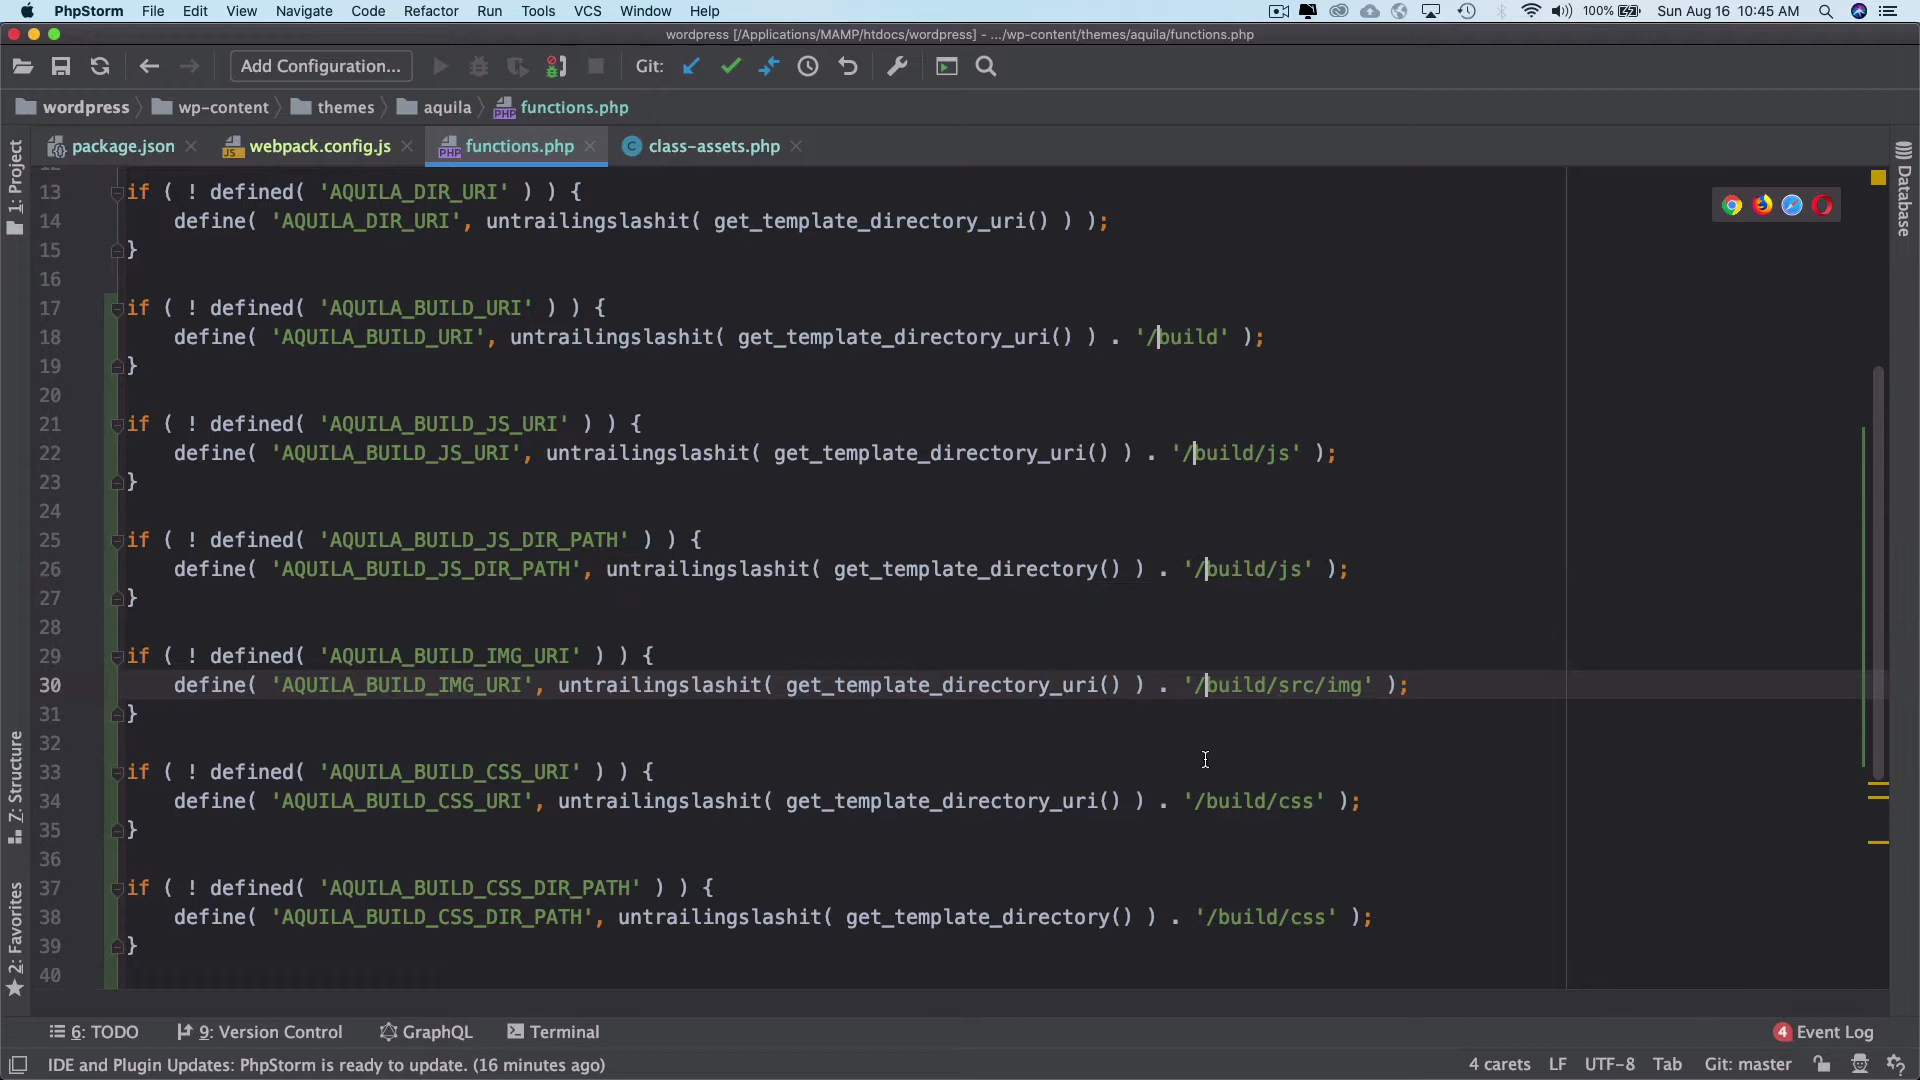 PhpStorm File Edit View Navigate Code Refactor Run Tools VCS Window Help 100% Sun Aug 16 10:45 AM
wordpress [/Applications/MAMP/htdocs/wordpress] - .../wp-content/themes/aquila/functions.php
Add Configuration... Git:
wordpress wp-content themes aquila functions.php
package.json webpack.config.js functions.php class-assets.php
1: Project
Database
13 if ( ! defined( 'AQUILA_DIR_URI' ) ) {
14 define( 'AQUILA_DIR_URI', untrailingslashit( get_template_directory_uri() ) );
15 }
16
17 if ( ! defined( 'AQUILA_BUILD_URI' ) ) {
18 define( 'AQUILA_BUILD_URI', untrailingslashit( get_template_directory_uri() ) . '/build' );
19 }
20
21 if ( ! defined( 'AQUILA_BUILD_JS_URI' ) ) {
22 define( 'AQUILA_BUILD_JS_URI', untrailingslashit( get_template_directory_uri() ) . '/build/js' );
23 }
24
25 if ( ! defined( 'AQUILA_BUILD_JS_DIR_PATH' ) ) {
26 define( 'AQUILA_BUILD_JS_DIR_PATH', untrailingslashit( get_template_directory() ) . '/build/js' );
27 }
28
29 if ( ! defined( 'AQUILA_BUILD_IMG_URI' ) ) {
30 define( 'AQUILA_BUILD_IMG_URI', untrailingslashit( get_template_directory_uri() ) . '/build/src/img' );
31 }
32
33 if ( ! defined( 'AQUILA_BUILD_CSS_URI' ) ) {
34 define( 'AQUILA_BUILD_CSS_URI', untrailingslashit( get_template_directory_uri() ) . '/build/css' );
35 }
36
37 if ( ! defined( 'AQUILA_BUILD_CSS_DIR_PATH' ) ) {
38 define( 'AQUILA_BUILD_CSS_DIR_PATH', untrailingslashit( get_template_directory() ) . '/build/css' );
39 }
40
Z: Structure
2: Favorites
6: TODO 9: Version Control GraphQL Terminal 4 Event Log
IDE and Plugin Updates: PhpStorm is ready to update. (16 minutes ago) 4 carets LF UTF-8 Tab Git: master